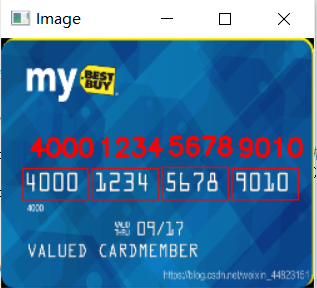 Image
my
BEST
BUY
4000 1234 5678 9010
4000 1234 5678 9010
4000
VALID
THRU 09/17
VALUED CARDMEMBER
https://blog.csdn.net/weixin_44823151